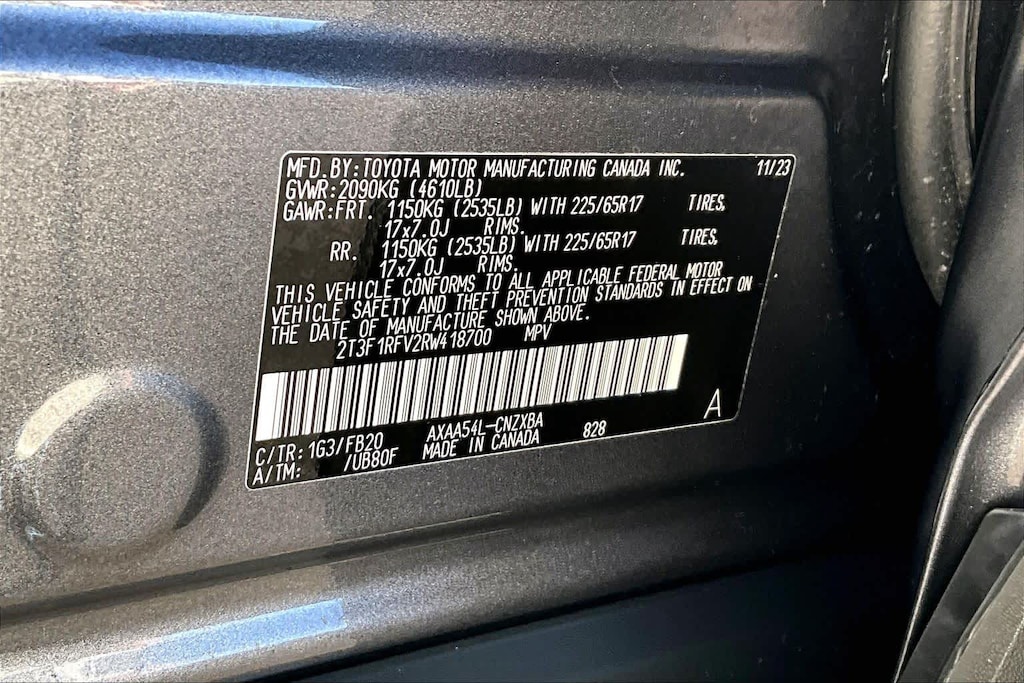 MFD. BY: TOYOTA MOTOR MANUFACTURING CANADA INC. 11/23
GVWR: 2090KG (4610LB)
GAWR: FRT. 1150KG (2535LB) WITH 225/65R17 TIRES,
17x7.0J RIMS.
RR. 1150KG (2535LB) WITH 225/65R17 TIRES,
17x7.0J RIMS.
THIS VEHICLE CONFORMS TO ALL APPLICABLE FEDERAL MOTOR
VEHICLE SAFETY AND THEFT PREVENTION STANDARDS IN EFFECT ON
THE DATE OF MANUFACTURE SHOWN ABOVE.
2T3F1RFV2RW418700 MPV
A
C/TR: 1G3/FB20 AXAA54L-CNZXBA 828
A/TM: /UB80F MADE IN CANADA